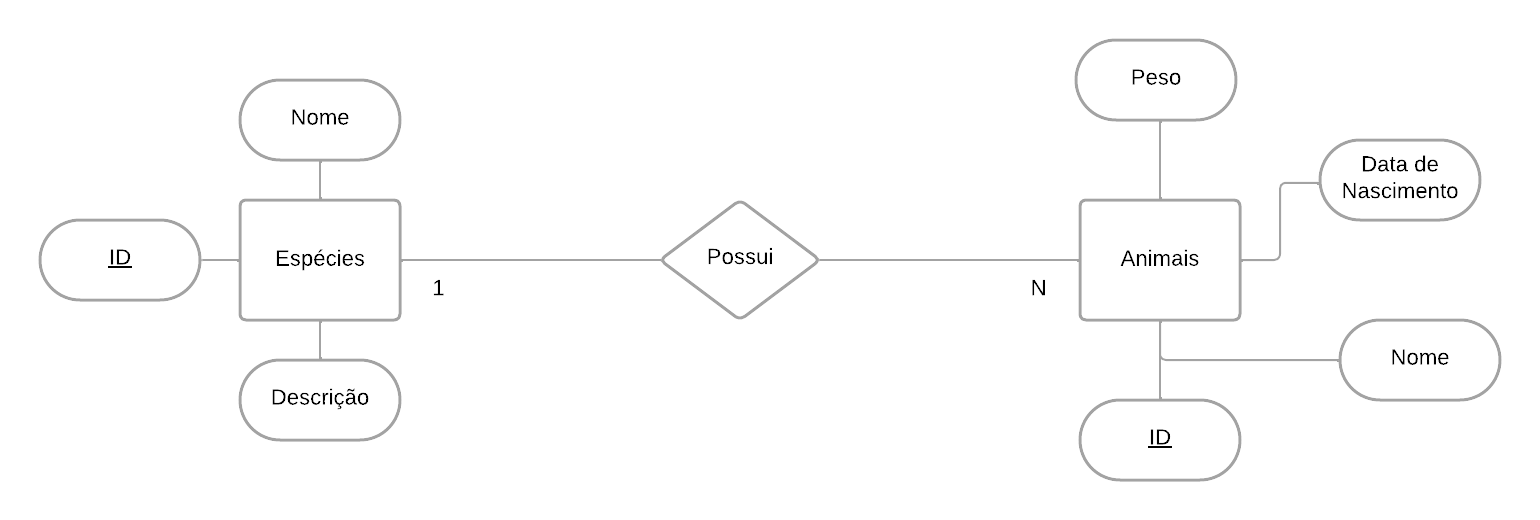 Peso
Nome
Data de
Nascimento
ID
Espécies
Possui
Animais
1
N
Nome
Descrição
ID